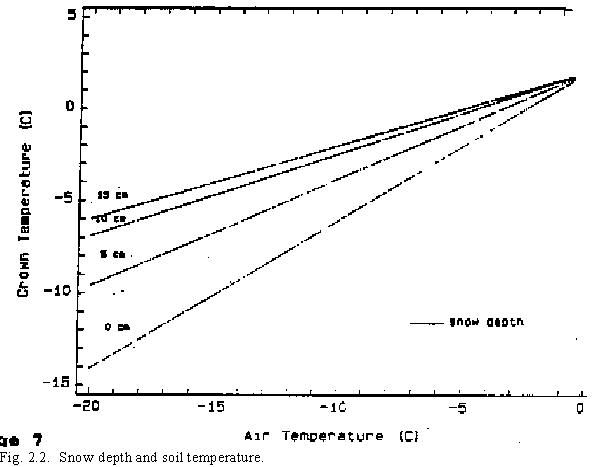 5
0
-5
-10
-15
Crown Temperature (C)
15 cm
10 cm
5 cm
0 cm
Snow depth
-20 -15 -10 -5 0
Air Temperature (C)
ge 7
Fig. 2.2. Snow depth and soil temperature.